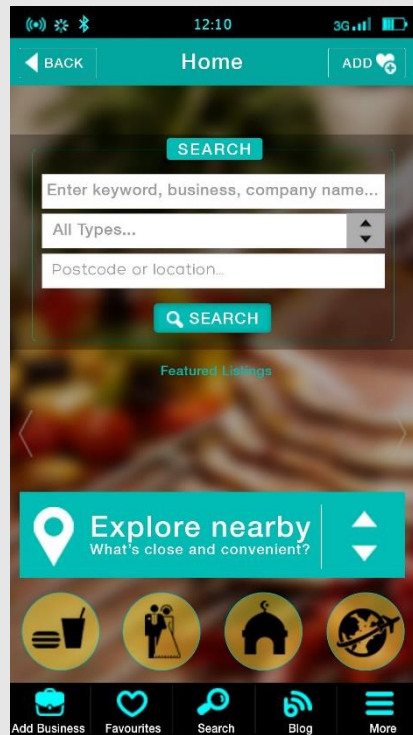 12:10
3G
BACK
Home
ADD
SEARCH
Enter keyword, business, company name...
All Types...
Postcode or location...
SEARCH
Featured Listings
Explore nearby
What's close and convenient?
Add Business
Favourites
Search
Blog
More